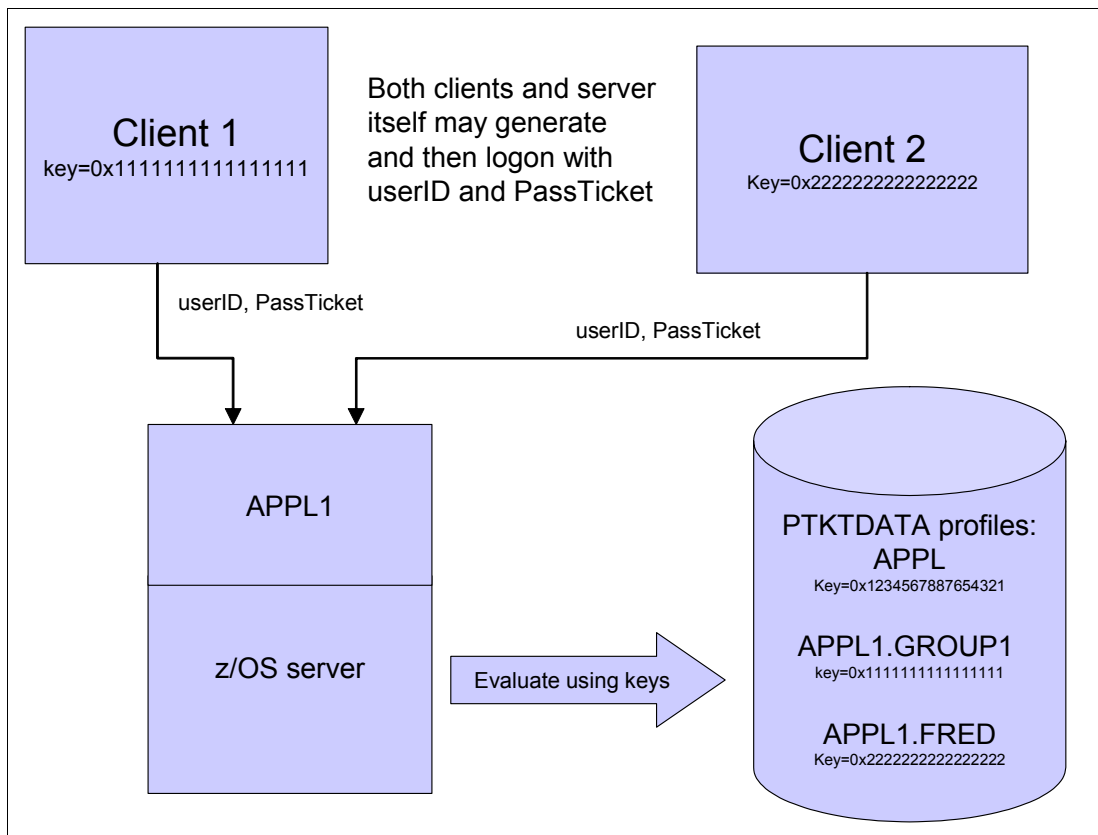 Client 1
key=0x1111111111111111
Both clients and server
itself may generate
and then logon with
userID and PassTicket
Client 2
Key=0x2222222222222222
userID, PassTicket
userID, PassTicket
APPL1
z/OS server
Evaluate using keys
PTKTDATA profiles:
APPL
Key=0x1234567887654321
APPL1.GROUP1
key=0x1111111111111111
APPL1.FRED
Key=0x2222222222222222